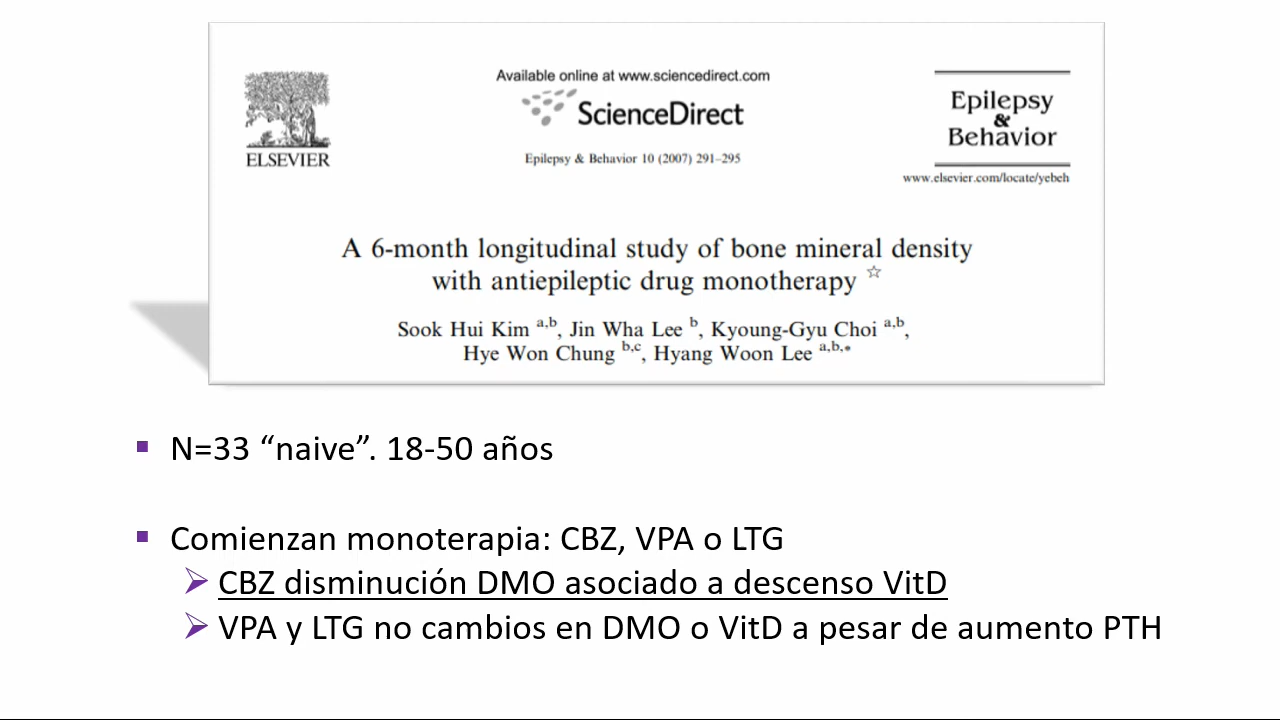 Available online at www.sciencedirect.com
ScienceDirect
ELSEVIER
Epilepsy & Behavior 10 (2007) 291–295
Epilepsy
&
Behavior
www.elsevier.com/locate/yebeh
A 6-month longitudinal study of bone mineral density
with antiepileptic drug monotherapy ☆
Sook Hui Kim a,b, Jin Wha Lee b, Kyoung-Gyu Choi a,b,
Hye Won Chung b,c, Hyang Woon Lee a,b,*
▪ N=33 “naive”. 18-50 años
▪ Comienzan monoterapia: CBZ, VPA o LTG
➢ CBZ disminución DMO asociado a descenso VitD
➢ VPA y LTG no cambios en DMO o VitD a pesar de aumento PTH